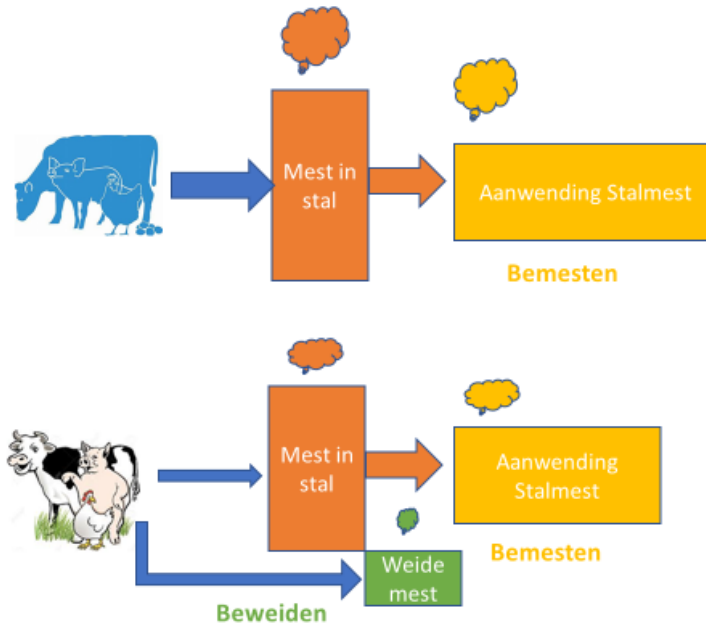 Mest in
stal
Aanwending Stalmest
Bemesten
Mest in
stal
Aanwending
Stalmest
Bemesten
Weide
mest
Beweiden